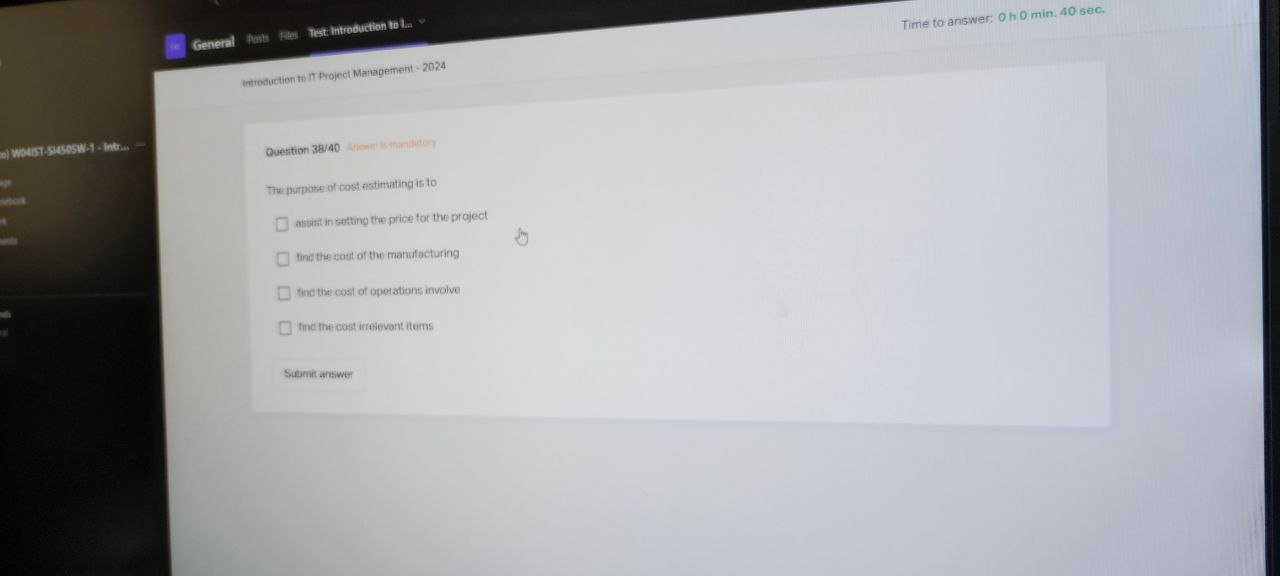 General Posts Files Test: Introduction to I...
Time to answer: 0 h 0 min. 40 sec.
Introduction to IT Project Management - 2024
W04IST-SI4505W-1 - Intr...
Question 38/40 Answer is mandatory
The purpose of cost estimating is to
assist in setting the price for the project
find the cost of the manufacturing
find the cost of operations involve
find the cost irrelevant items
Submit answer